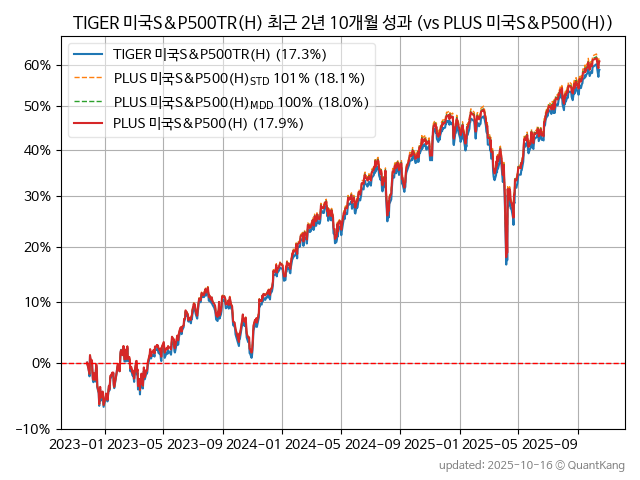 TIGER 미국S&P500TR(H) 최근 2년 10개월 성과 (vs PLUS 미국S&P500(H))
TIGER 미국S&P500TR(H) (17.3%)
PLUS 미국S&P500(H)STD 101% (18.1%)
PLUS 미국S&P500(H)MDD 100% (18.0%)
PLUS 미국S&P500(H) (17.9%)
60%
50%
40%
30%
20%
10%
0%
-10%
2023-01 2023-05 2023-09 2024-01 2024-05 2024-09 2025-01 2025-05 2025-09
updated: 2025-10-16 © QuantKang